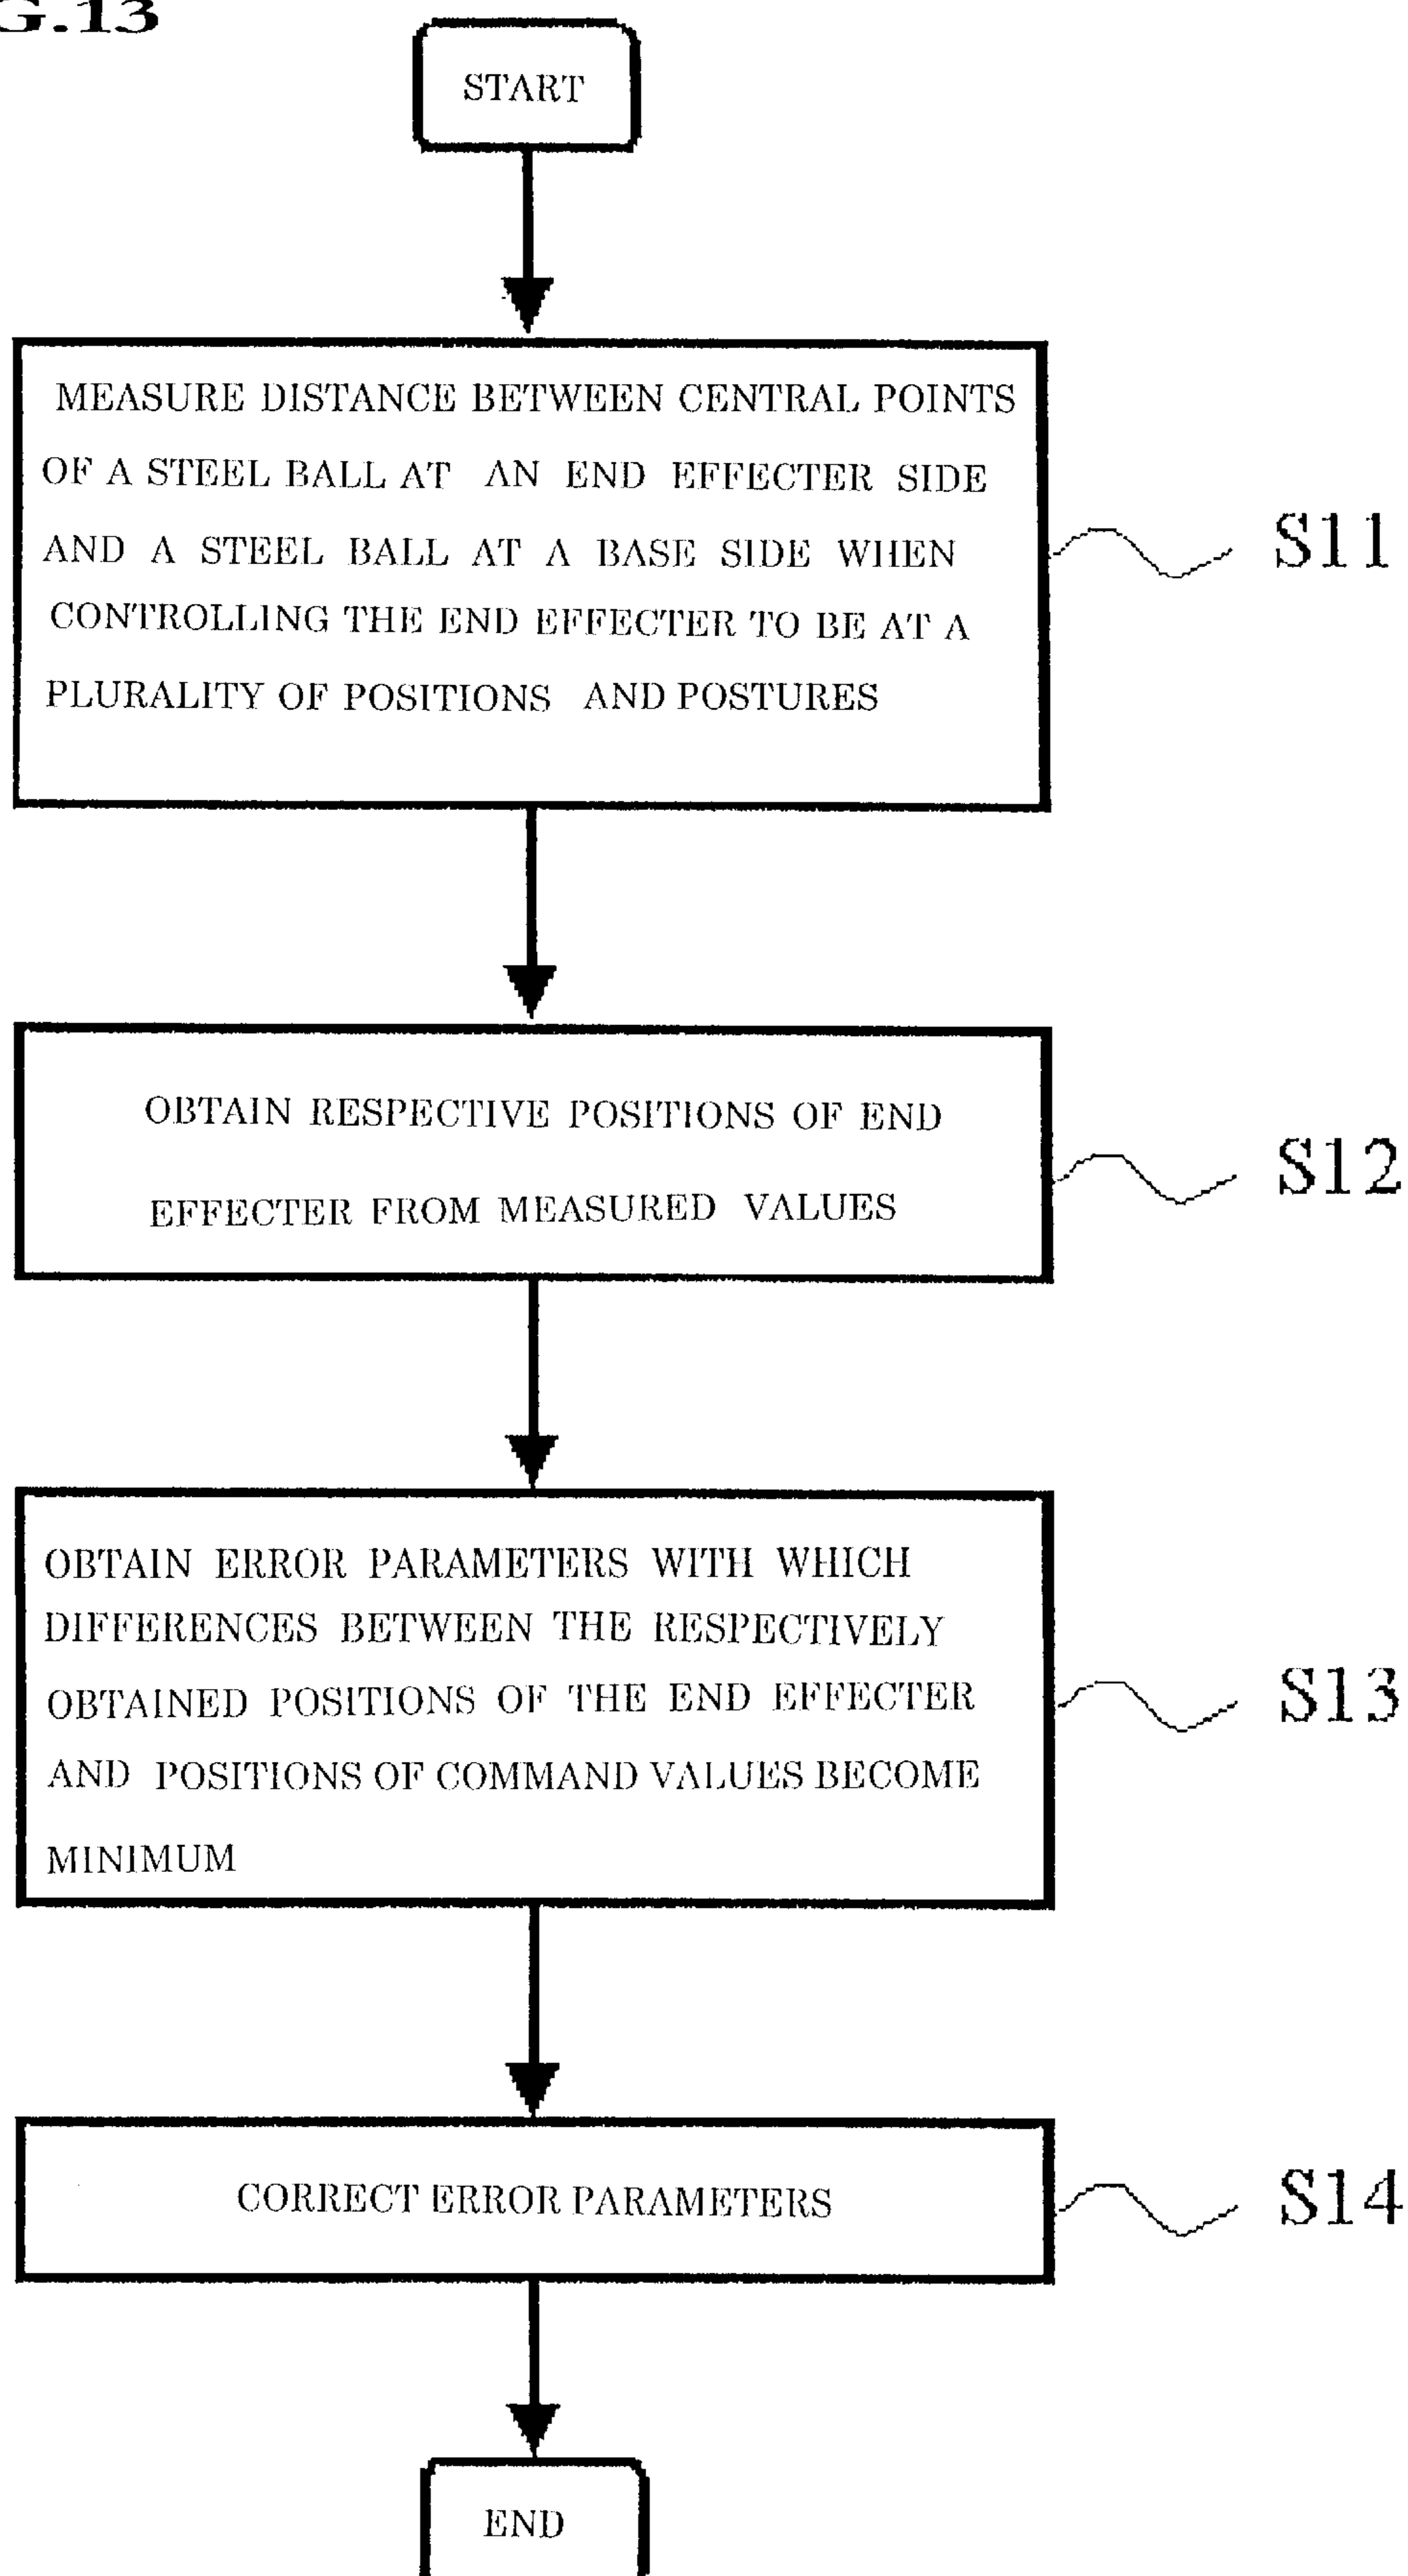 G.13
START
MEASURE DISTANCE BETWEEN CENTRAL POINTS
OF A STEEL BALL AT AN END EFFECTER SIDE
AND A STEEL BALL AT A BASE SIDE WHEN
CONTROLLING THE END EFFECTER TO BE AT A
PLURALITY OF POSITIONS AND POSTURES
S11
OBTAIN RESPECTIVE POSITIONS OF END
EFFECTER FROM MEASURED VALUES
S12
OBTAIN ERROR PARAMETERS WITH WHICH
DIFFERENCES BETWEEN THE RESPECTIVELY
OBTAINED POSITIONS OF THE END EFFECTER
AND POSITIONS OF COMMAND VALUES BECOME
MINIMUM
S13
CORRECT ERROR PARAMETERS
S14
END